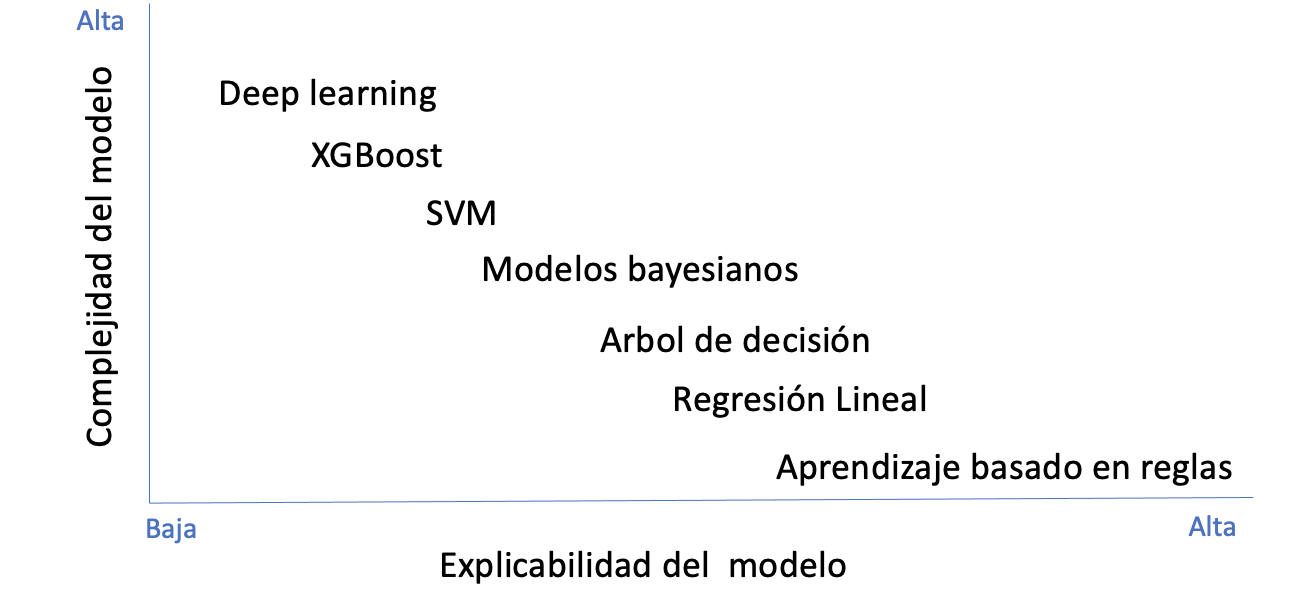 Alta
Complejidad del modelo
Deep learning
XGBoost
SVM
Modelos bayesianos
Arbol de decisión
Regresión Lineal
Aprendizaje basado en reglas
Baja
Alta
Explicabilidad del modelo